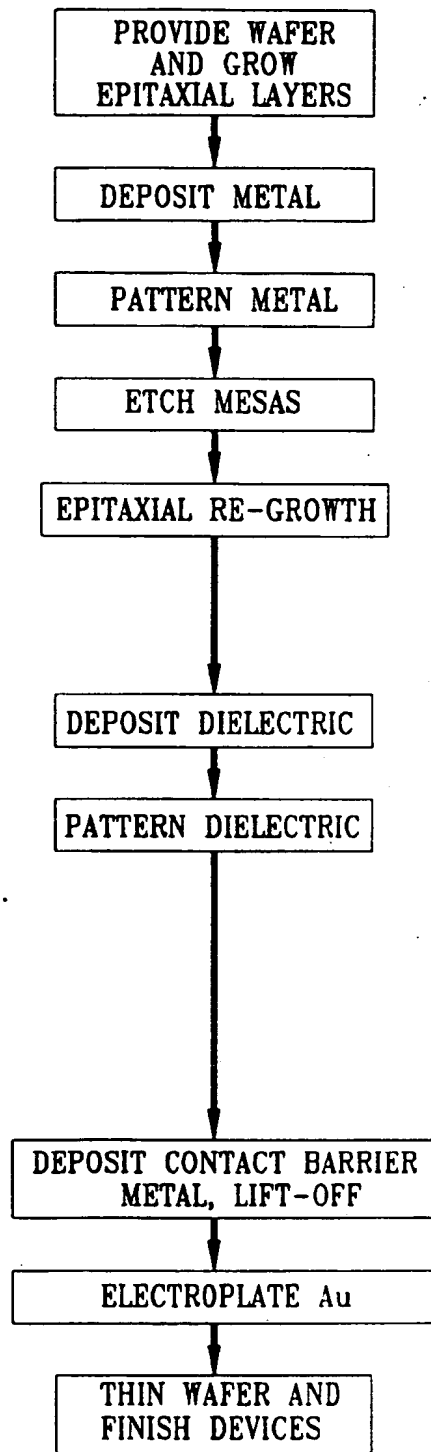 PROVIDE WAFER
AND GROW
EPITAXIAL LAYERS
DEPOSIT METAL
PATTERN METAL
ETCH MESAS
EPITAXIAL RE-GROWTH
DEPOSIT DIELECTRIC
PATTERN DIELECTRIC
DEPOSIT CONTACT BARRIER
METAL, LIFT-OFF
ELECTROPLATE Au
THIN WAFER AND
FINISH DEVICES